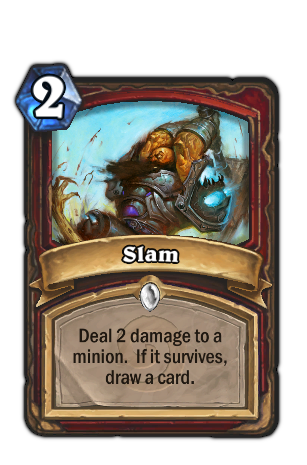 2
Slam
Deal 2 damage to a
minion. If it survives,
draw a card.